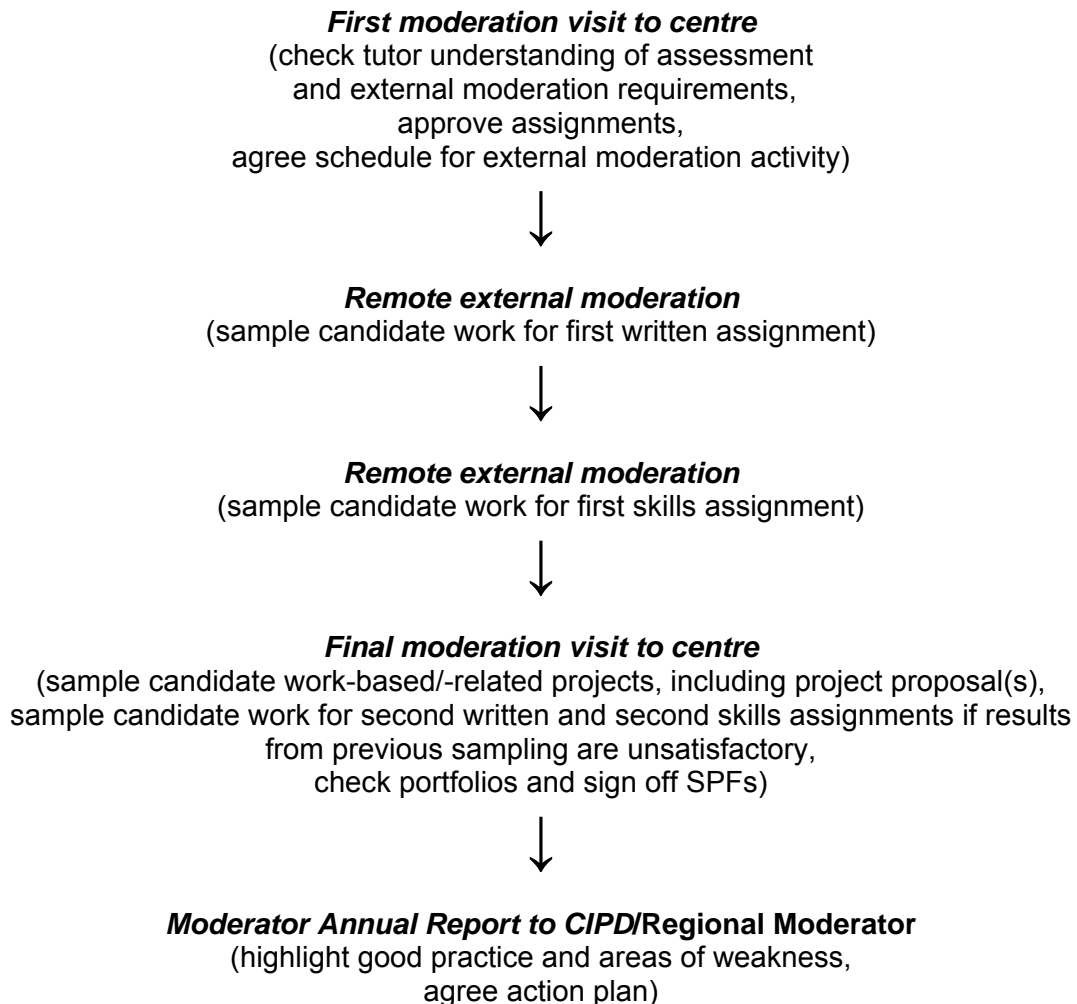 First moderation visit to centre
(check tutor understanding of assessment
and external moderation requirements,
approve assignments,
agree schedule for external moderation activity)
Remote external moderation
(sample candidate work for first written assignment)
Remote external moderation
(sample candidate work for first skills assignment)
Final moderation visit to centre
(sample candidate work-based/-related projects, including project proposal(s),
sample candidate work for second written and second skills assignments if results
from previous sampling are unsatisfactory,
check portfolios and sign off SPFs)
Moderator Annual Report to CIPD/Regional Moderator
(highlight good practice and areas of weakness,
agree action plan)